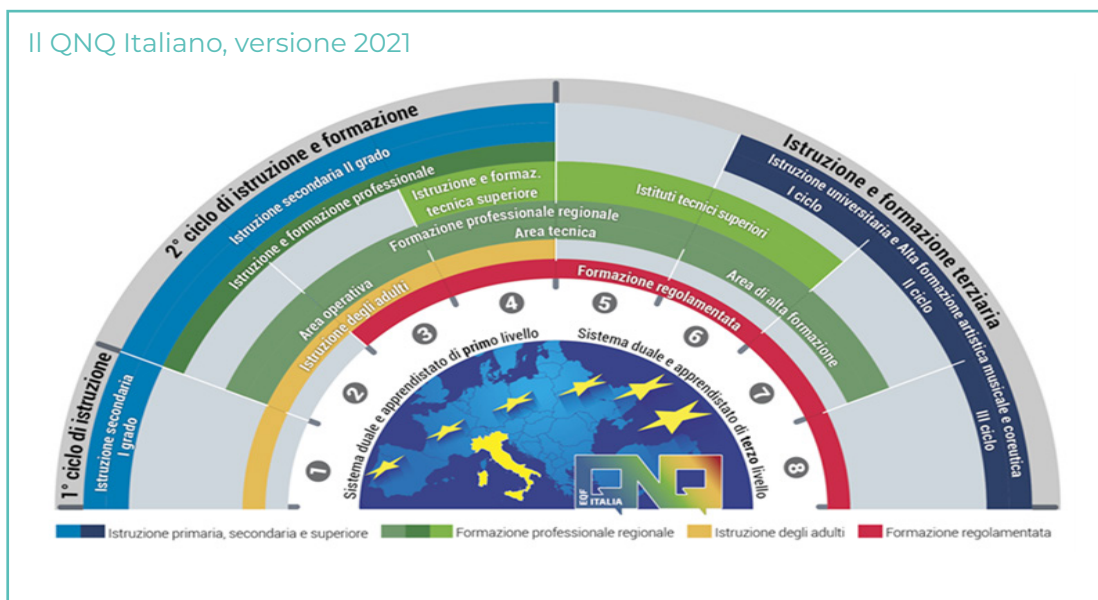 Il QNQ Italiano, versione 2021
1° ciclo di istruzione
2° ciclo di istruzione e formazione
Istruzione e formazione terziaria
Istruzione secondaria
I grado
Istruzione secondaria II grado
Istruzione e formazione professionale
Istruzione e formaz.
tecnica superiore
Istituti tecnici superiori
Istruzione universitaria e Alta formazione artistica musicale e coreutica
I ciclo
II ciclo
III ciclo
Formazione professionale regionale
Area operativa
Area tecnica
Area di alta formazione
Istruzione degli adulti
Formazione regolamentata
1
2
3
4
5
6
7
8
Sistema duale e apprendistato di primo livello
Sistema duale e apprendistato di terzo livello
EQF
ITALIA
QNQ
Istruzione primaria, secondaria e superiore
Formazione professionale regionale
Istruzione degli adulti
Formazione regolamentata